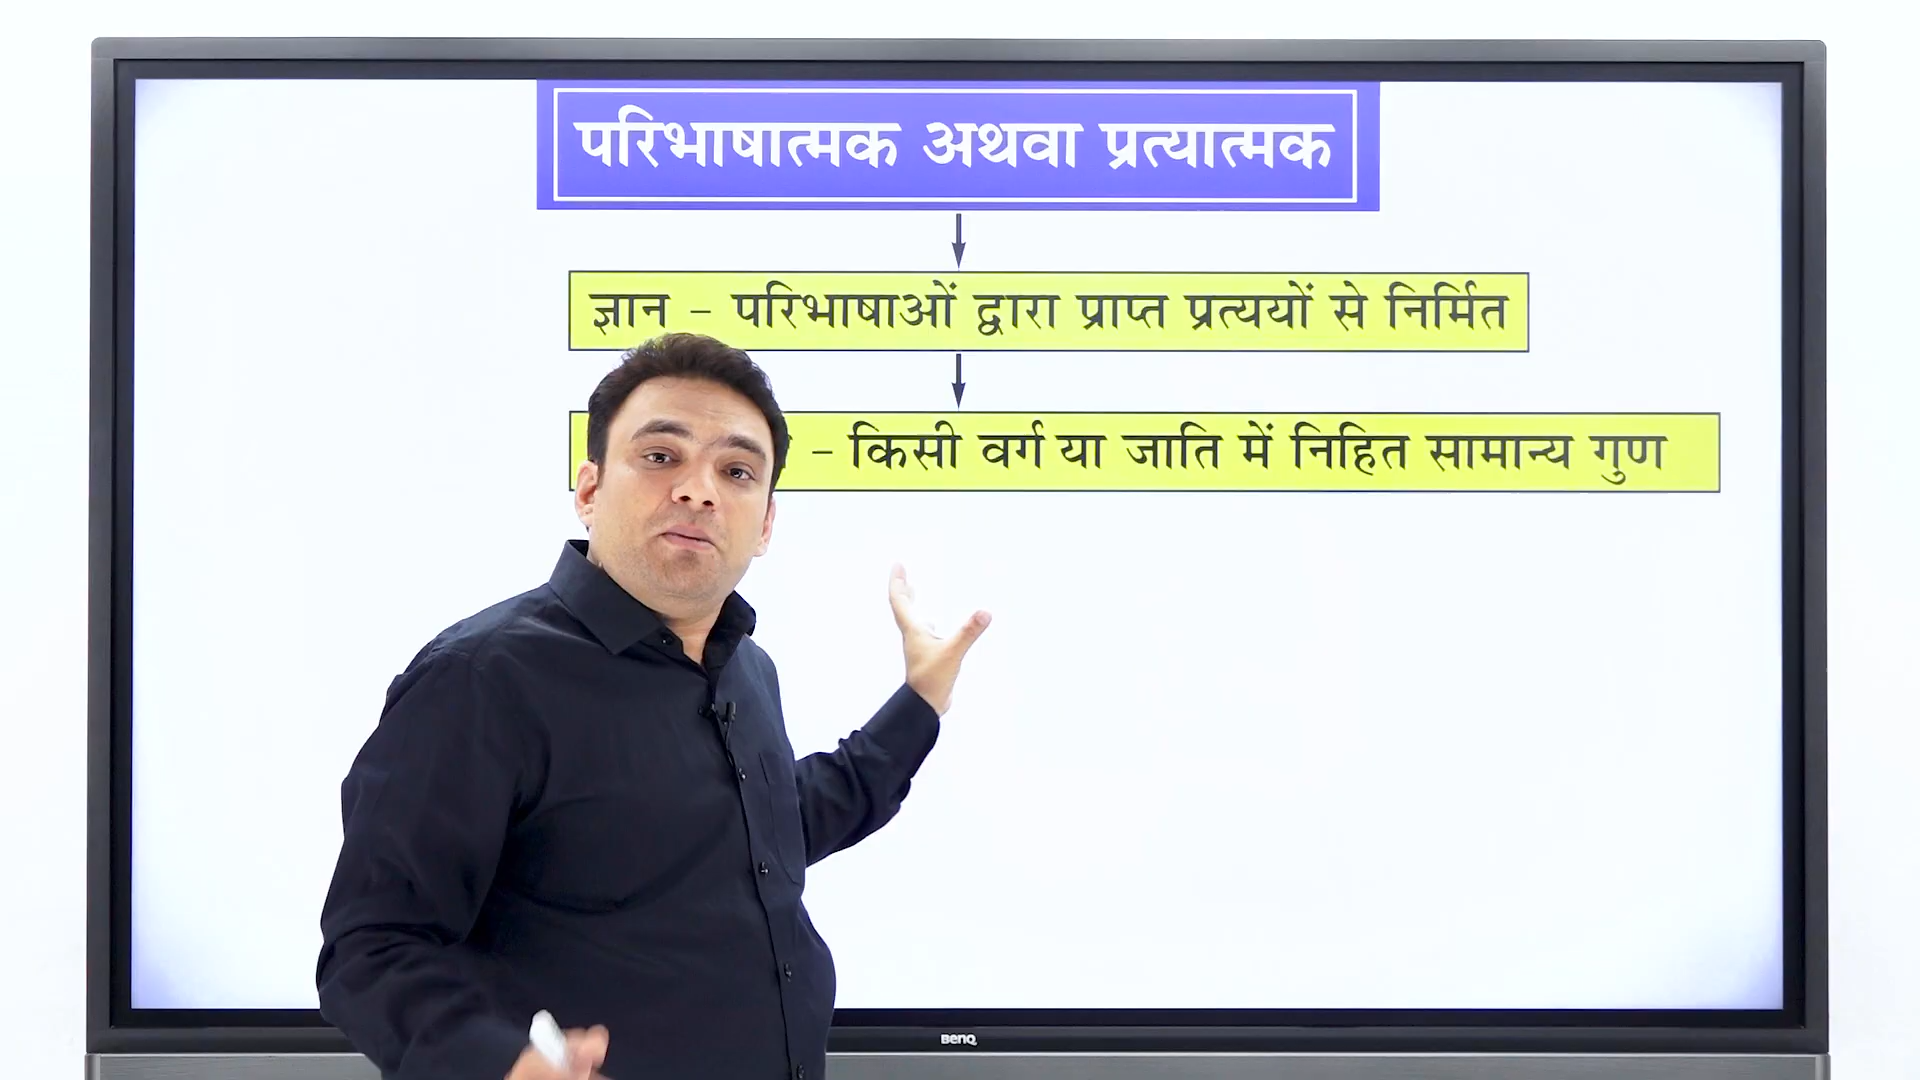 परिभाषात्मक अथवा प्रत्यात्मक
ज्ञान – परिभाषाओं द्वारा प्राप्त प्रत्ययों से निर्मित
– किसी वर्ग या जाति में निहित सामान्य गुण
BenQ